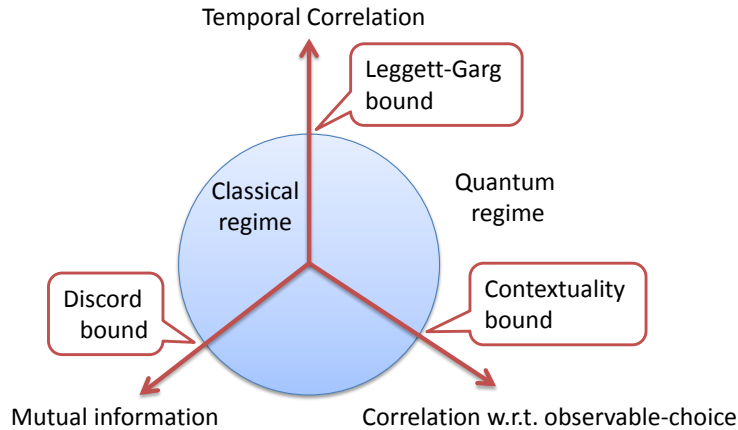 Temporal Correlation
Leggett-Garg
bound
Classical
regime
Quantum
regime
Discord
bound
Contextuality
bound
Mutual information
Correlation w.r.t. observable-choice